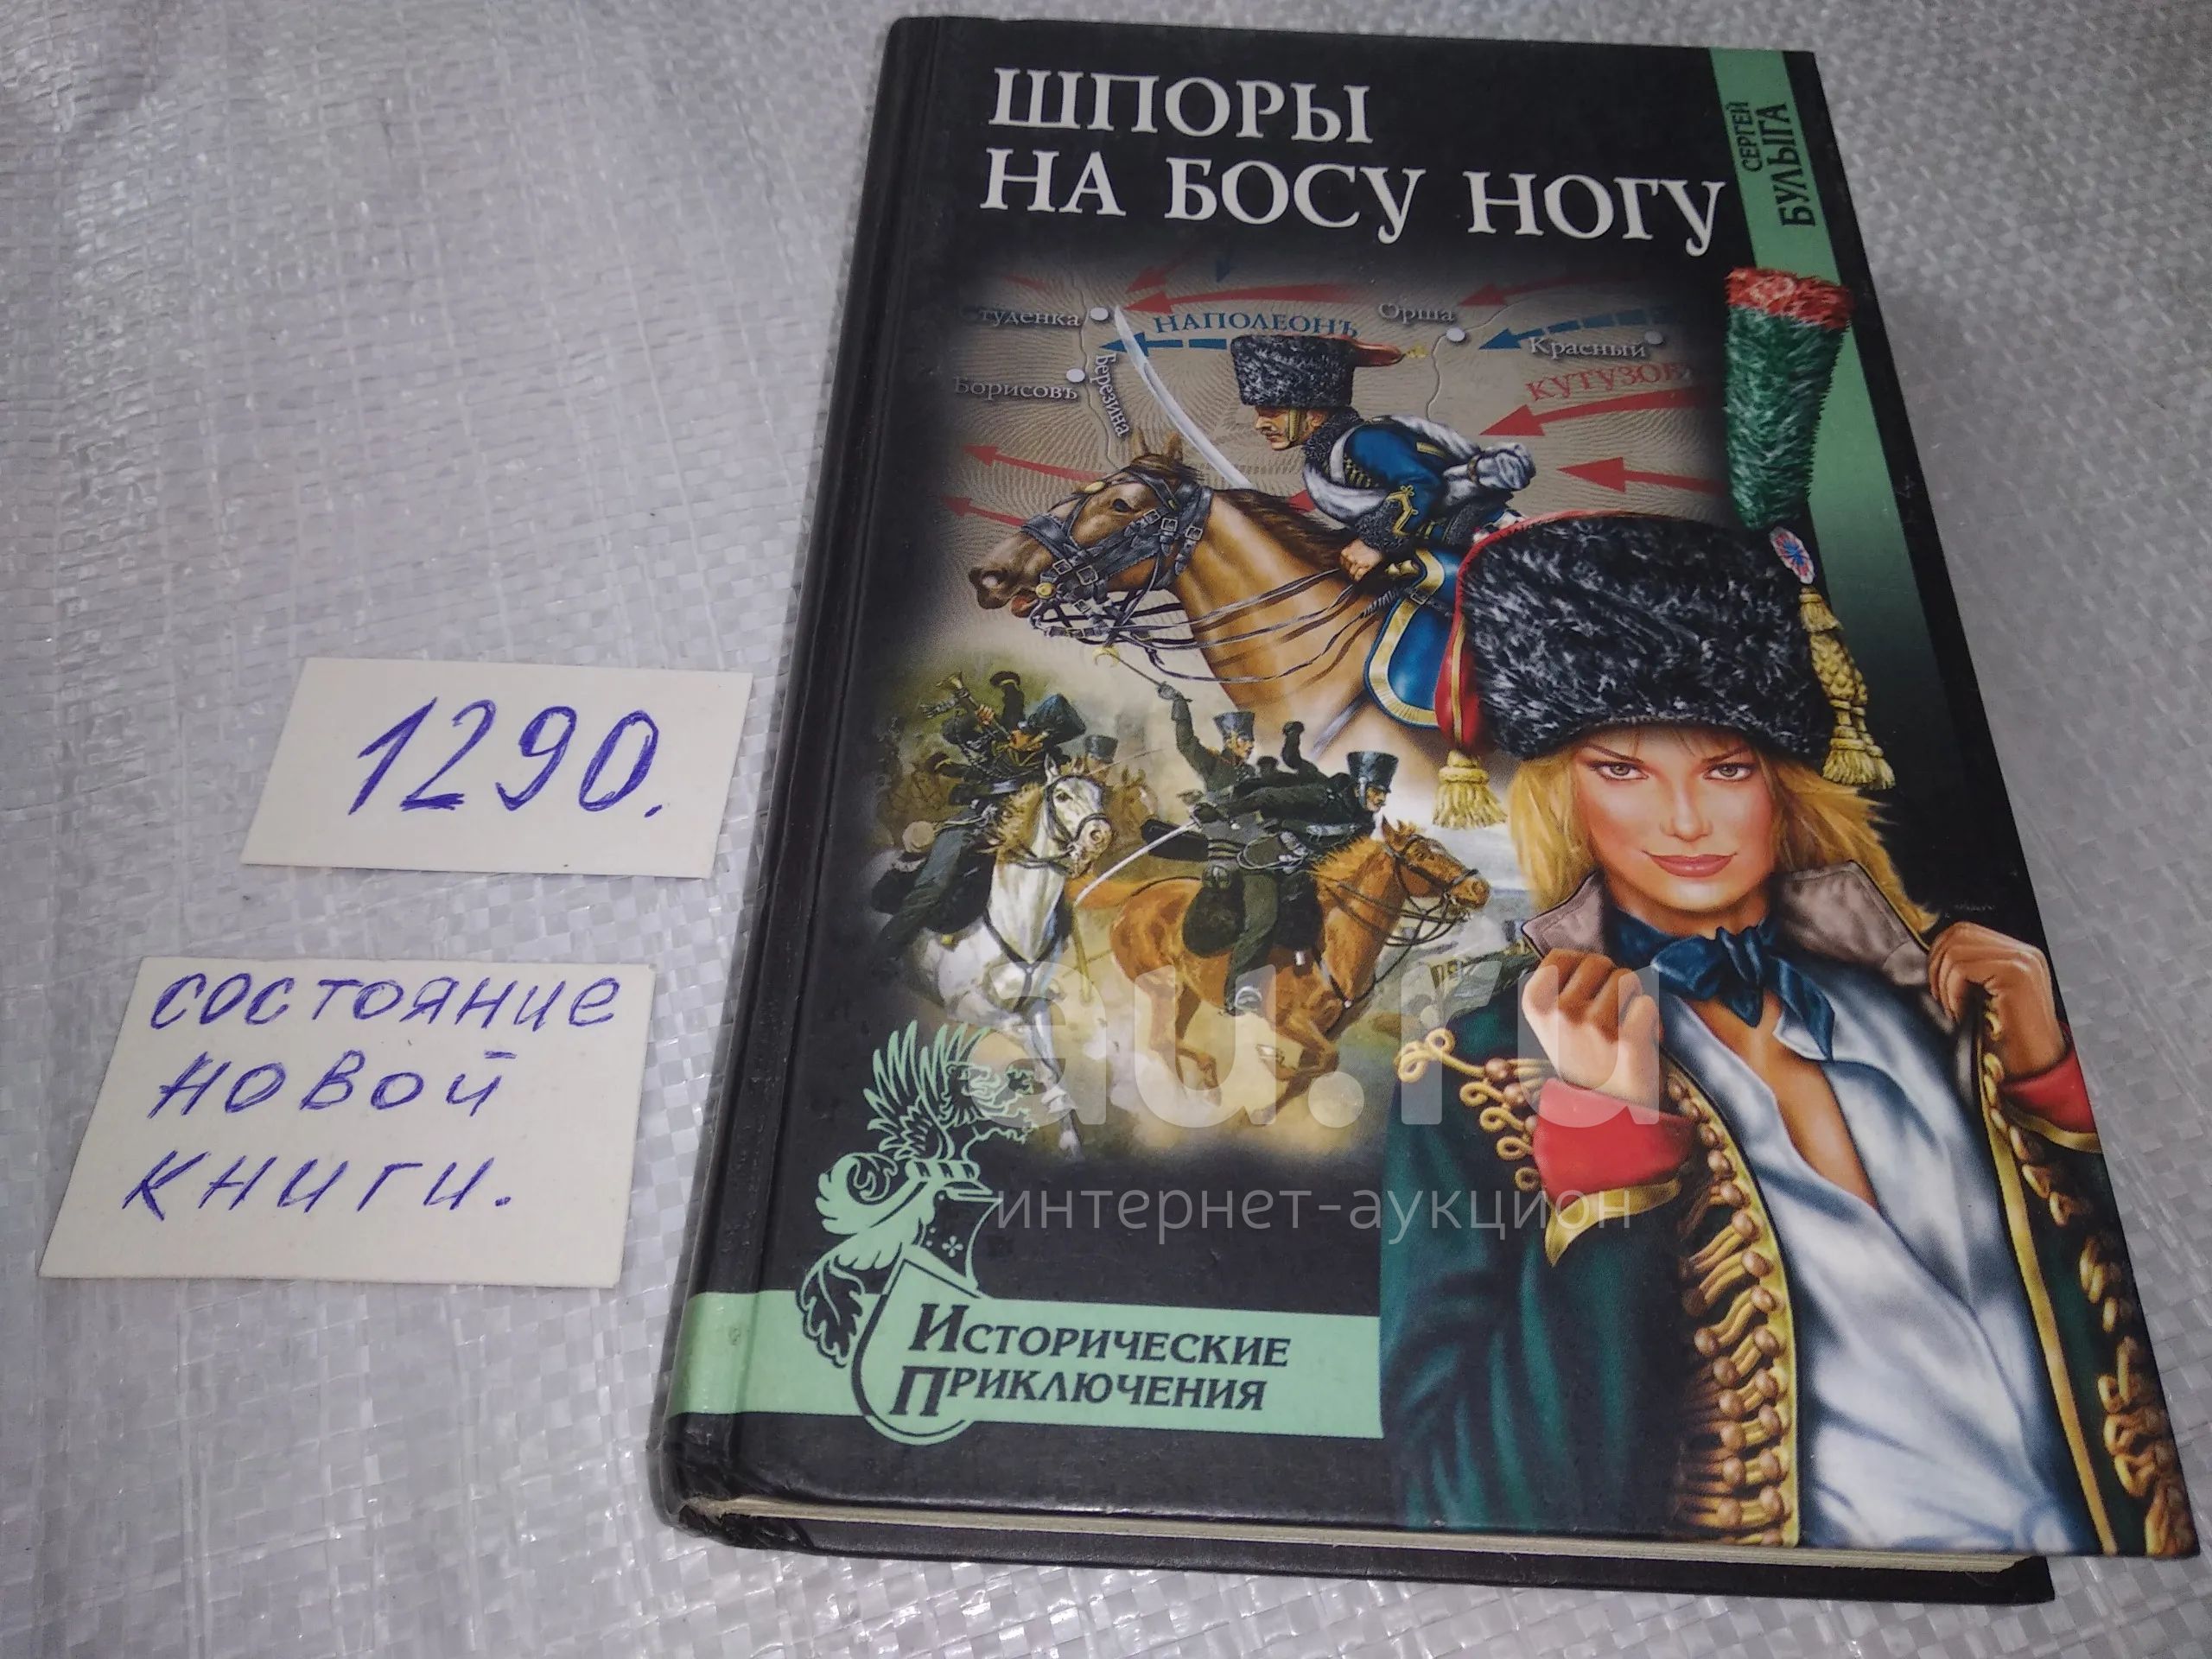 ШПОРЫ
НА БОСУ НОГУ
СЕРГЕЙ
БУЛЫГА
Студенка
НАПОЛЕОНЪ
Орша
Красный
Борисовъ
Березина
КУТУЗОВ
1290.
состояние
новой
книги.
au.ru
интернет-аукцион
ИСТОРИЧЕСКИЕ
ПРИКЛЮЧЕНИЯ